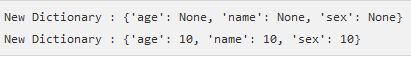 New Dictionary : {'age': None, 'name': None, 'sex': None}
New Dictionary : {'age': 10, 'name': 10, 'sex': 10}